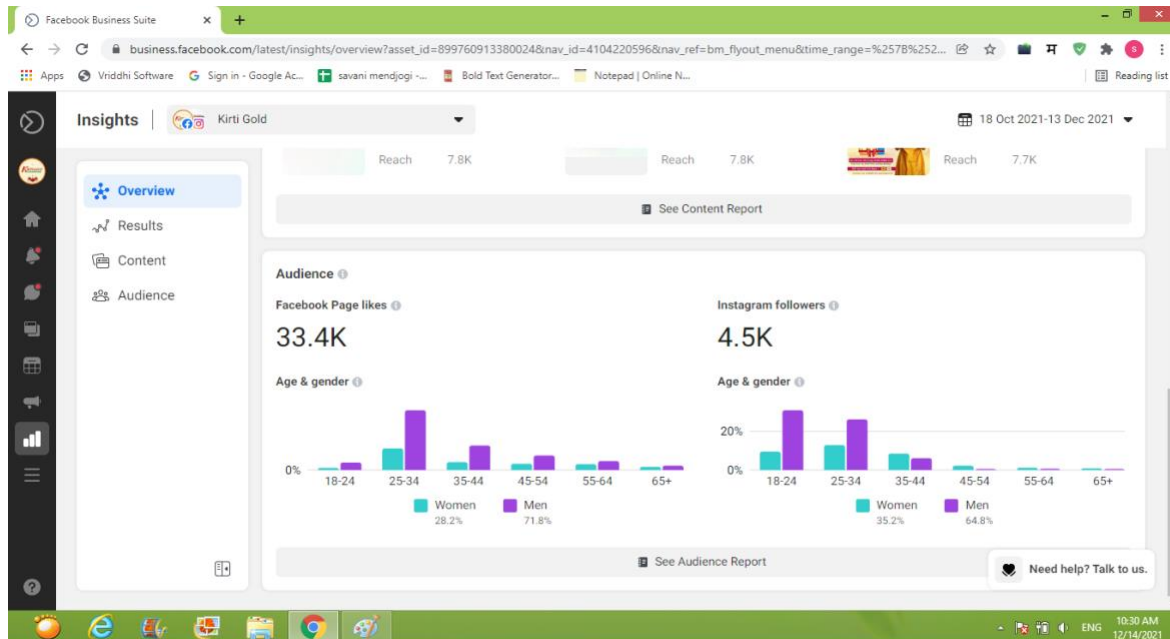 Facebook Business Suite
business.facebook.com/latest/insights/overview?asset_id=899760913380024&nav_id=4104220596&nav_ref=bm_flyout_menu&time_range=%257B%252...
म
S
Apps Vriddhi Software Sign in - Google Ac... savani mendjogi -... Bold Text Generator... Notepad | Online N... Reading list
Insights Kirti Gold 18 Oct 2021-13 Dec 2021
Reach 7.8K Reach 7.8K Reach 7.7K
Overview
See Content Report
Results
Content
Audience
Audience
Facebook Page likes Instagram followers
33.4K 4.5K
Age & gender Age & gender
20%
0% 0%
18-24 25-34 35-44 45-54 55-64 65+ 18-24 25-34 35-44 45-54 55-64 65+
Women Men Women Men
28.2% 71.8% 35.2% 64.8%
See Audience Report
Need help? Talk to us.
ENG 10:30 AM
12/14/2021